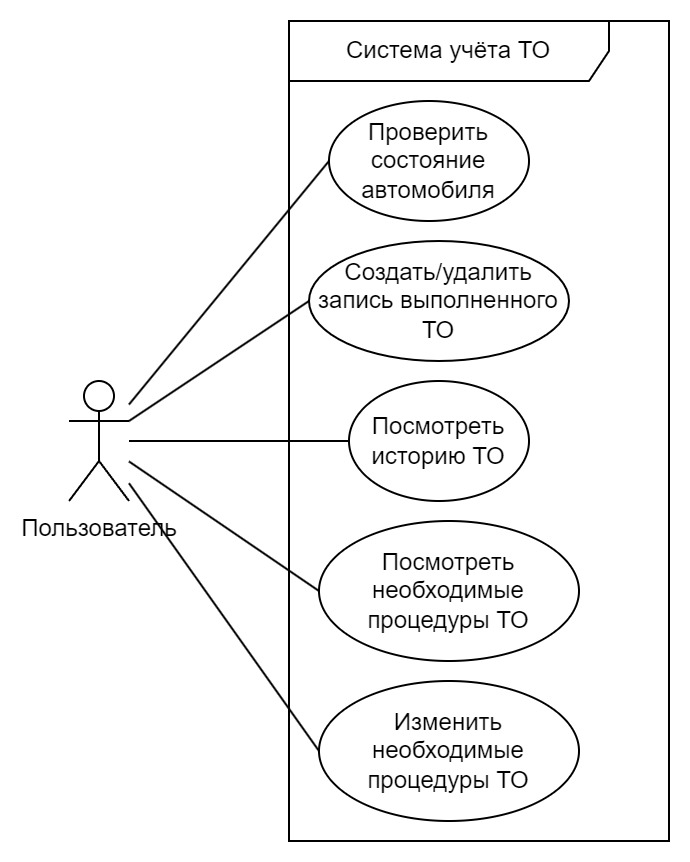 Система учёта ТО
Проверить
состояние
автомобиля
Создать/удалить
запись выполненного
ТО
Посмотреть
историю ТО
Пользователь
Посмотреть
необходимые
процедуры ТО
Изменить
необходимые
процедуры ТО